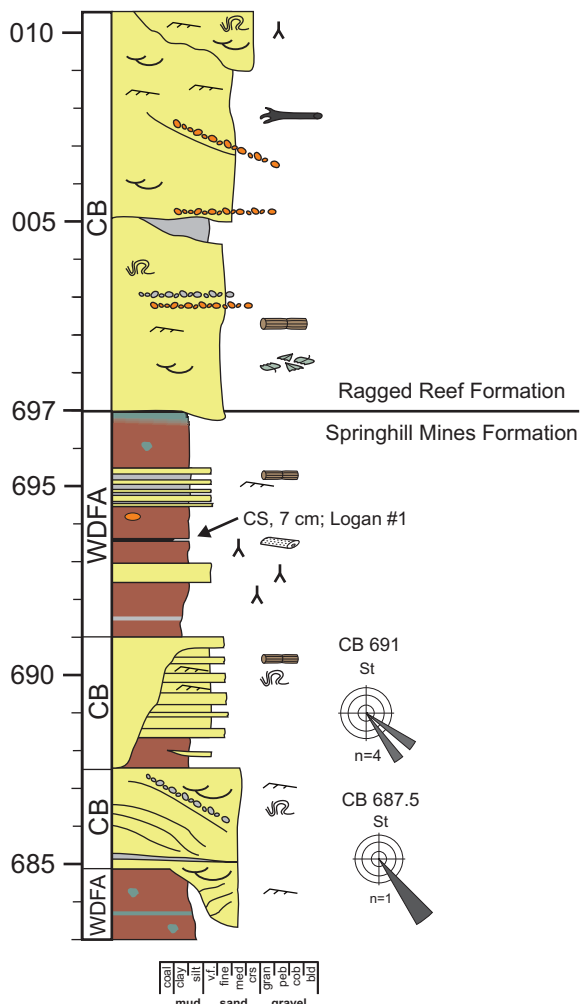 010
CB
005
Ragged Reef Formation
697
Springhill Mines Formation
695
WDFA
CS, 7 cm; Logan #1
690
CB
CB 691
St
n=4
CB
CB 687.5
St
n=1
685
WDFA
coal clay silt v.f. fine med crs gran peb cob bld
mud sand gravel